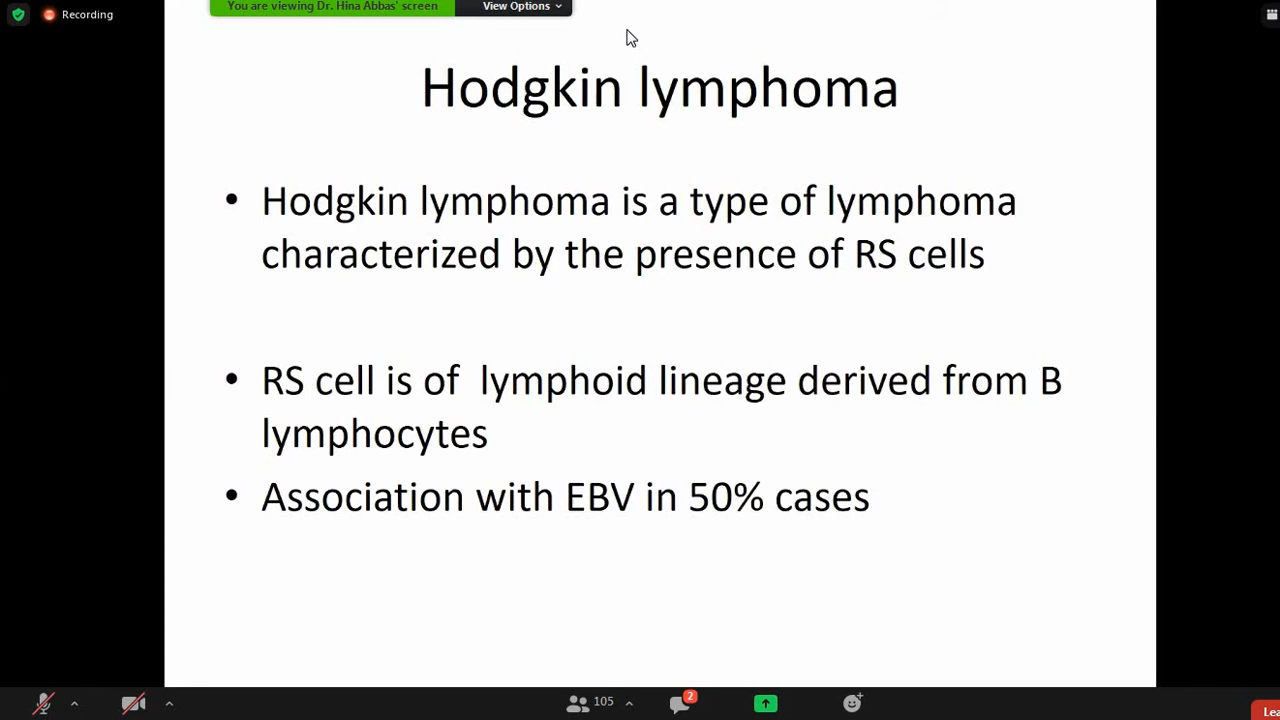 Recording
You are viewing Dr. Hina Abbas' screen
View Options
Hodgkin lymphoma
• Hodgkin lymphoma is a type of lymphoma
characterized by the presence of RS cells
• RS cell is of lymphoid lineage derived from B
lymphocytes
• Association with EBV in 50% cases
105
2
Lea